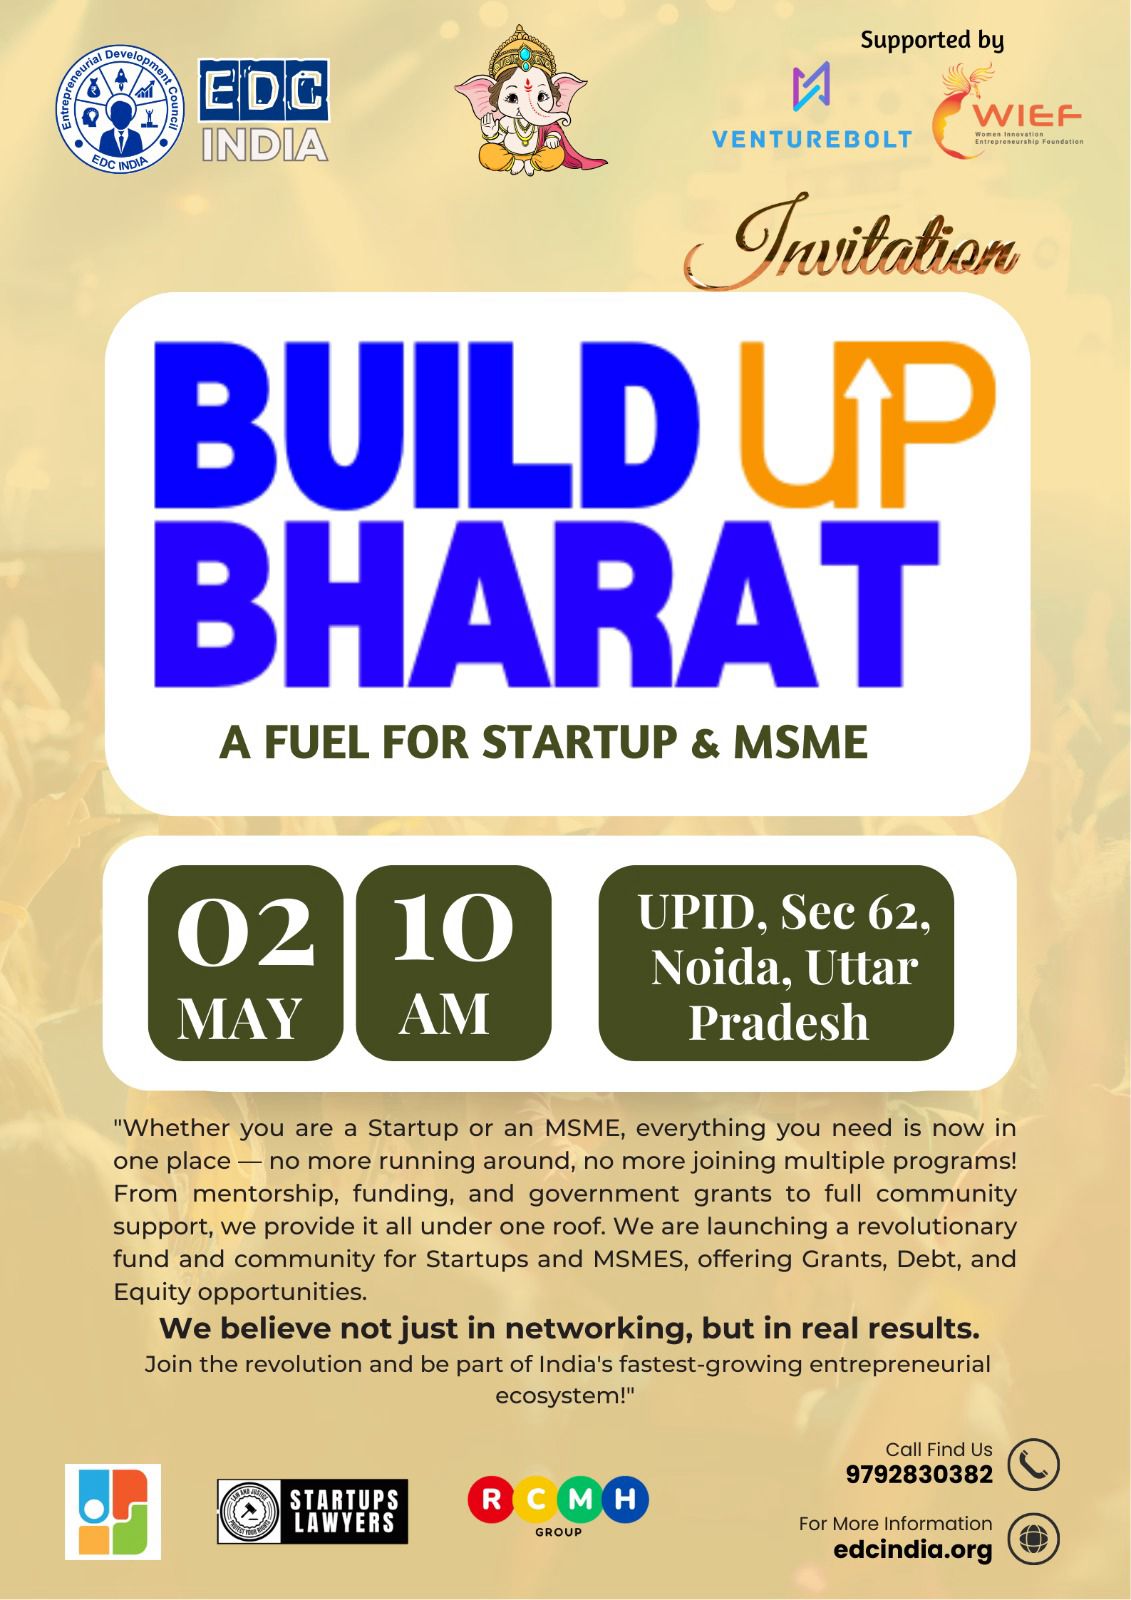 Entrepreneurial Development Council
EDC INDIA
EDC
INDIA
Supported by
VENTUREBOLT
WIEF
Women Innovation
Entrepreneurship Foundation
Invitation
BUILD UP
BHARAT
A FUEL FOR STARTUP & MSME
02
MAY
10
AM
UPID, Sec 62,
Noida, Uttar
Pradesh
"Whether you are a Startup or an MSME, everything you need is now in
one place — no more running around, no more joining multiple programs!
From mentorship, funding, and government grants to full community
support, we provide it all under one roof. We are launching a revolutionary
fund and community for Startups and MSMES, offering Grants, Debt, and
Equity opportunities.
We believe not just in networking, but in real results.
Join the revolution and be part of India's fastest-growing entrepreneurial
ecosystem!"
Call Find Us
9792830382
For More Information
edcindia.org
LAW AND JUSTICE
PROTECT YOUR RIGHTS
STARTUPS
LAWYERS
RCMH
GROUP